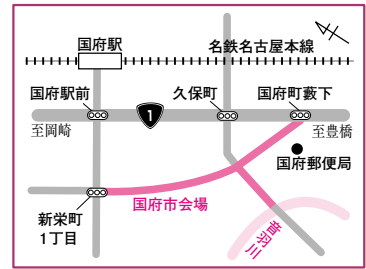 国府駅
名鉄名古屋本線
国府駅前
久保町
国府町藪下
1
至岡崎
至豊橋
国府郵便局
国府市会場
新栄町
1丁目
音羽川